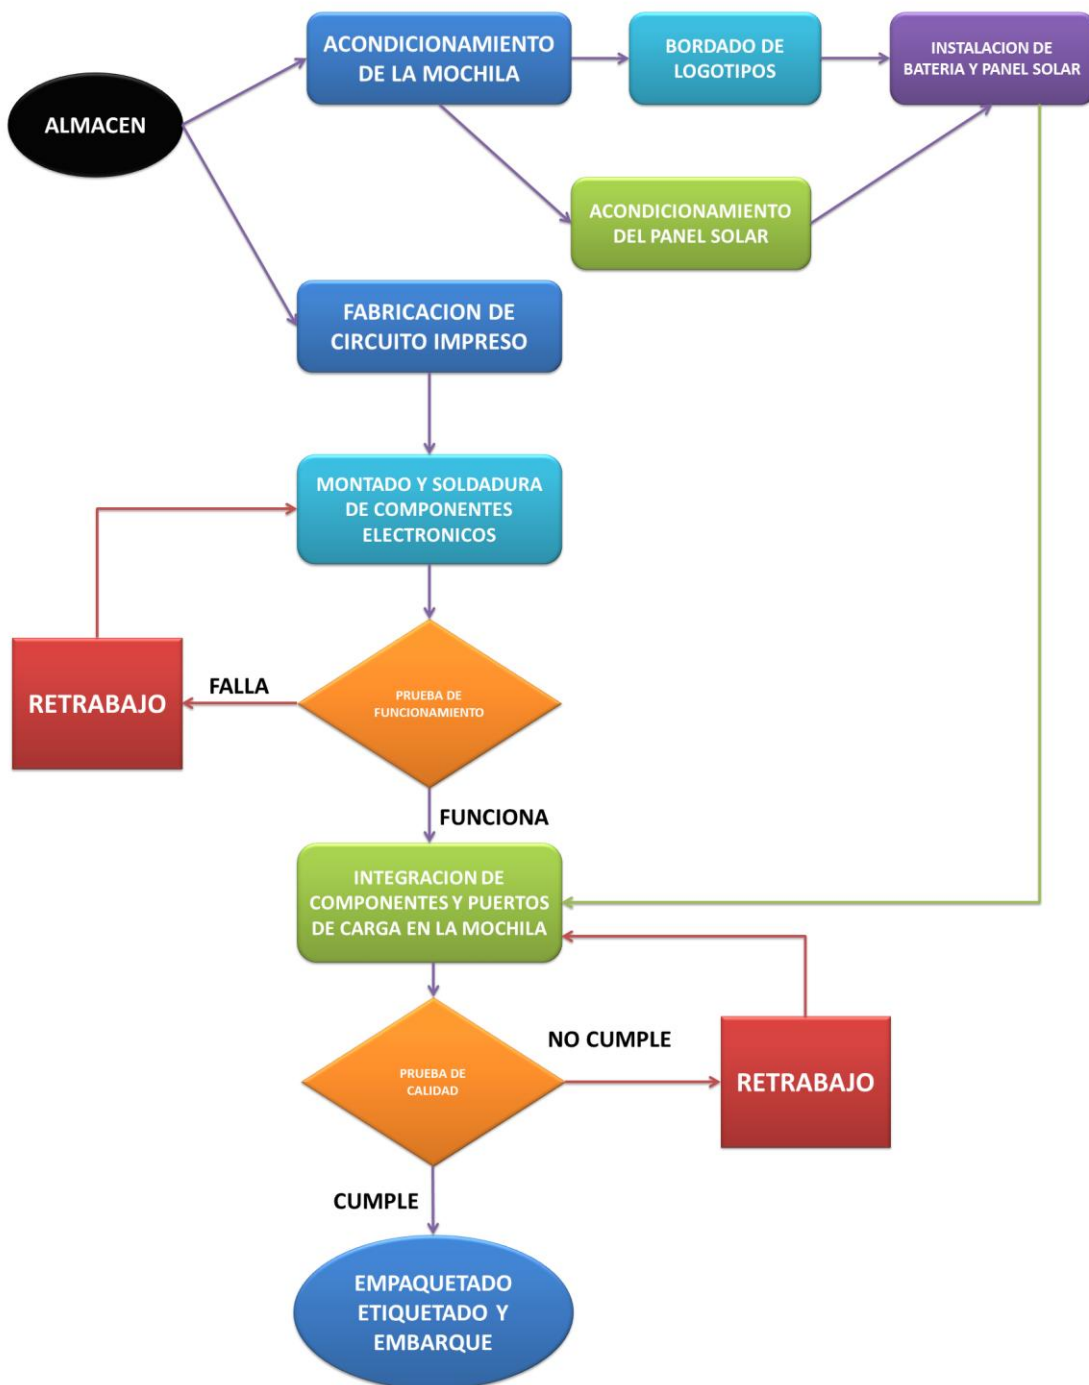 ALMACEN
ACONDICIONAMIENTO
DE LA MOCHILA
BORDADO DE
LOGOTIPOS
INSTALACION DE
BATERIA Y PANEL SOLAR
ACONDICIONAMIENTO
DEL PANEL SOLAR
FABRICACION DE
CIRCUITO IMPRESO
MONTADO Y SOLDADURA
DE COMPONENTES
ELECTRONICOS
RETRABAJO
FALLA
PRUEBA DE
FUNCIONAMIENTO
FUNCIONA
INTEGRACION DE
COMPONENTES Y PUERTOS
DE CARGA EN LA MOCHILA
PRUEBA DE
CALIDAD
NO CUMPLE
RETRABAJO
CUMPLE
EMPAQUETADO
ETIQUETADO Y
EMBARQUE